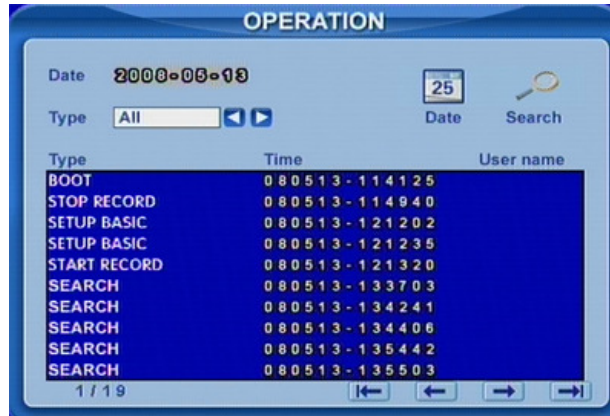 OPERATION
Date 2008-05-13
25
Type All Date Search
Type Time User name
BOOT 080513-114125
STOP RECORD 080513-114940
SETUP BASIC 080513-121202
SETUP BASIC 080513-121235
START RECORD 080513-121320
SEARCH 080513-133703
SEARCH 080513-134241
SEARCH 080513-134406
SEARCH 080513-135442
SEARCH 080513-135503
1/19